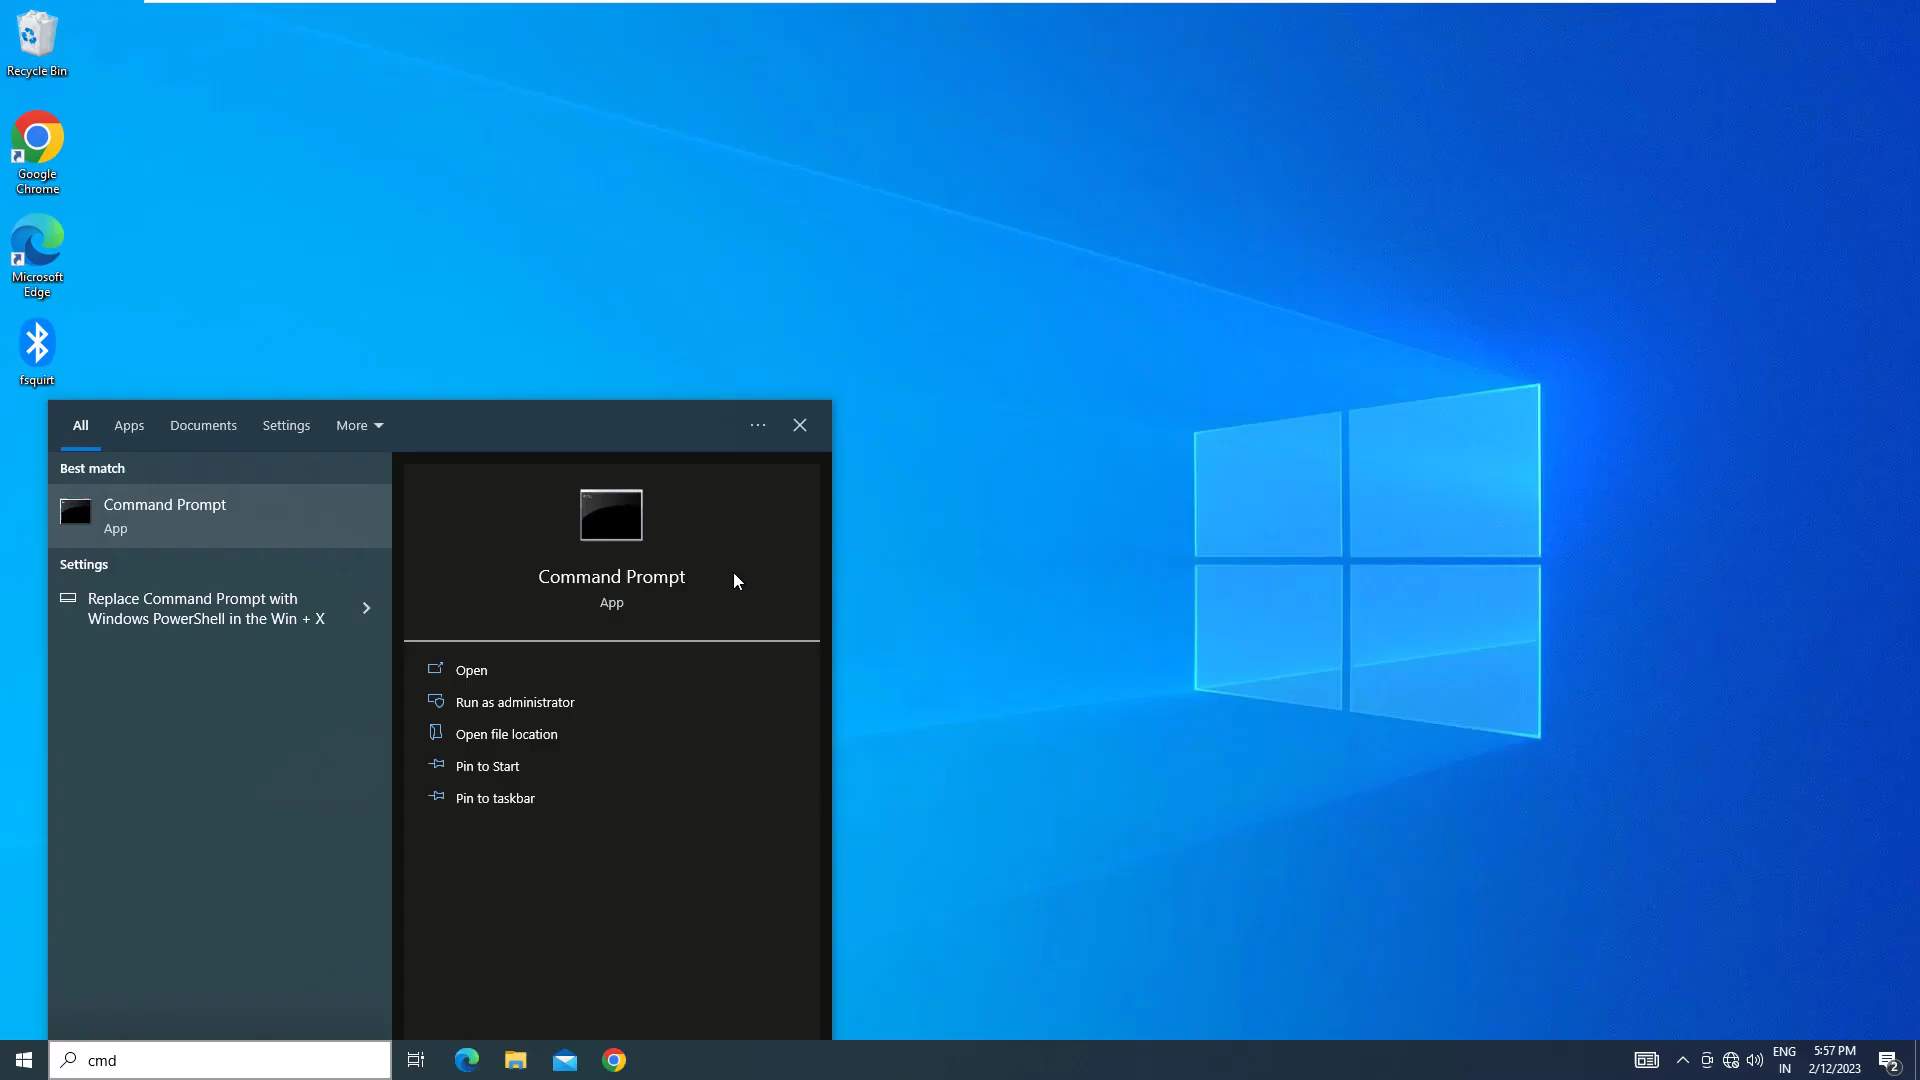 Recycle Bin
Google
Chrome
Microsoft
Edge
fsquirt
All
Apps
Documents
Settings
More
Best match
Command Prompt
App
Settings
Replace Command Prompt with
Windows PowerShell in the Win + X
Command Prompt
App
Open
Run as administrator
Open file location
Pin to Start
Pin to taskbar
cmd
ENG
IN
5:57 PM
2/12/2023
2